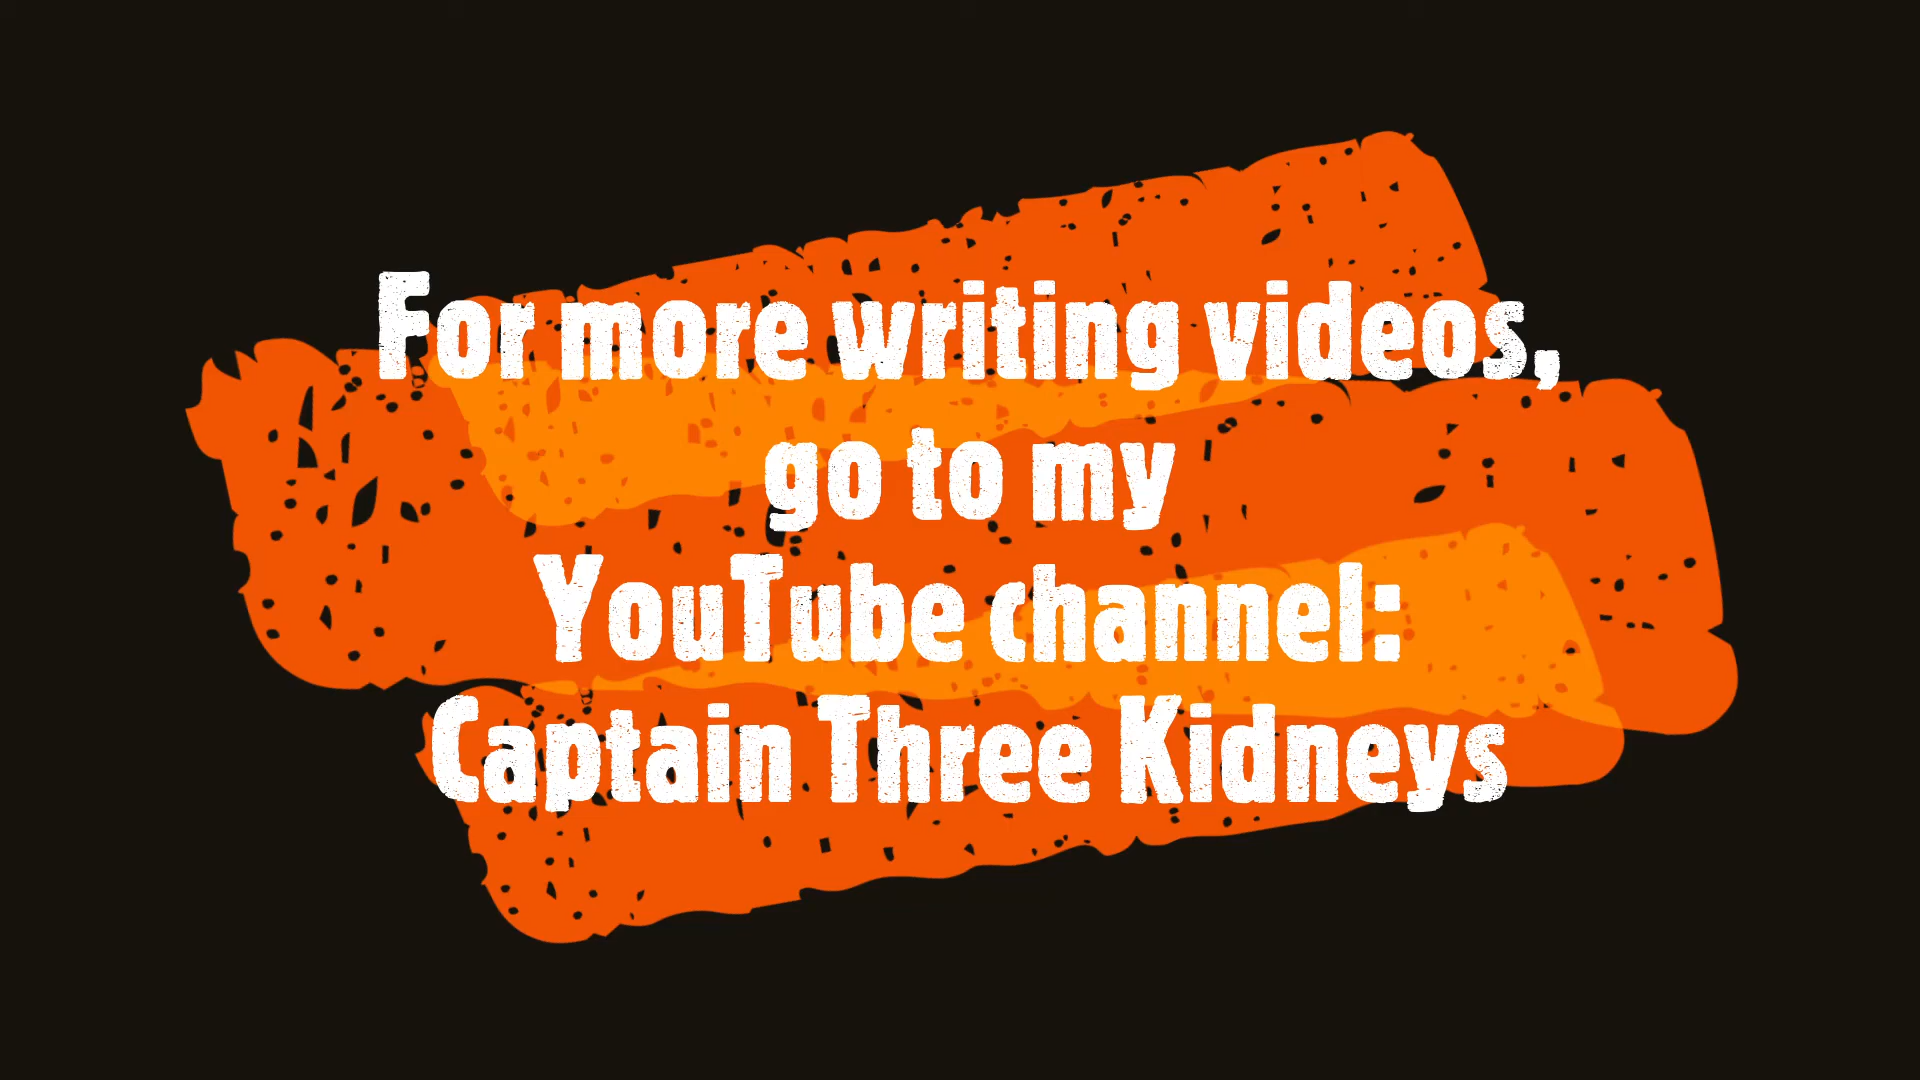 For more writing videos,
go to my
YouTube channel:
Captain Three Kidneys